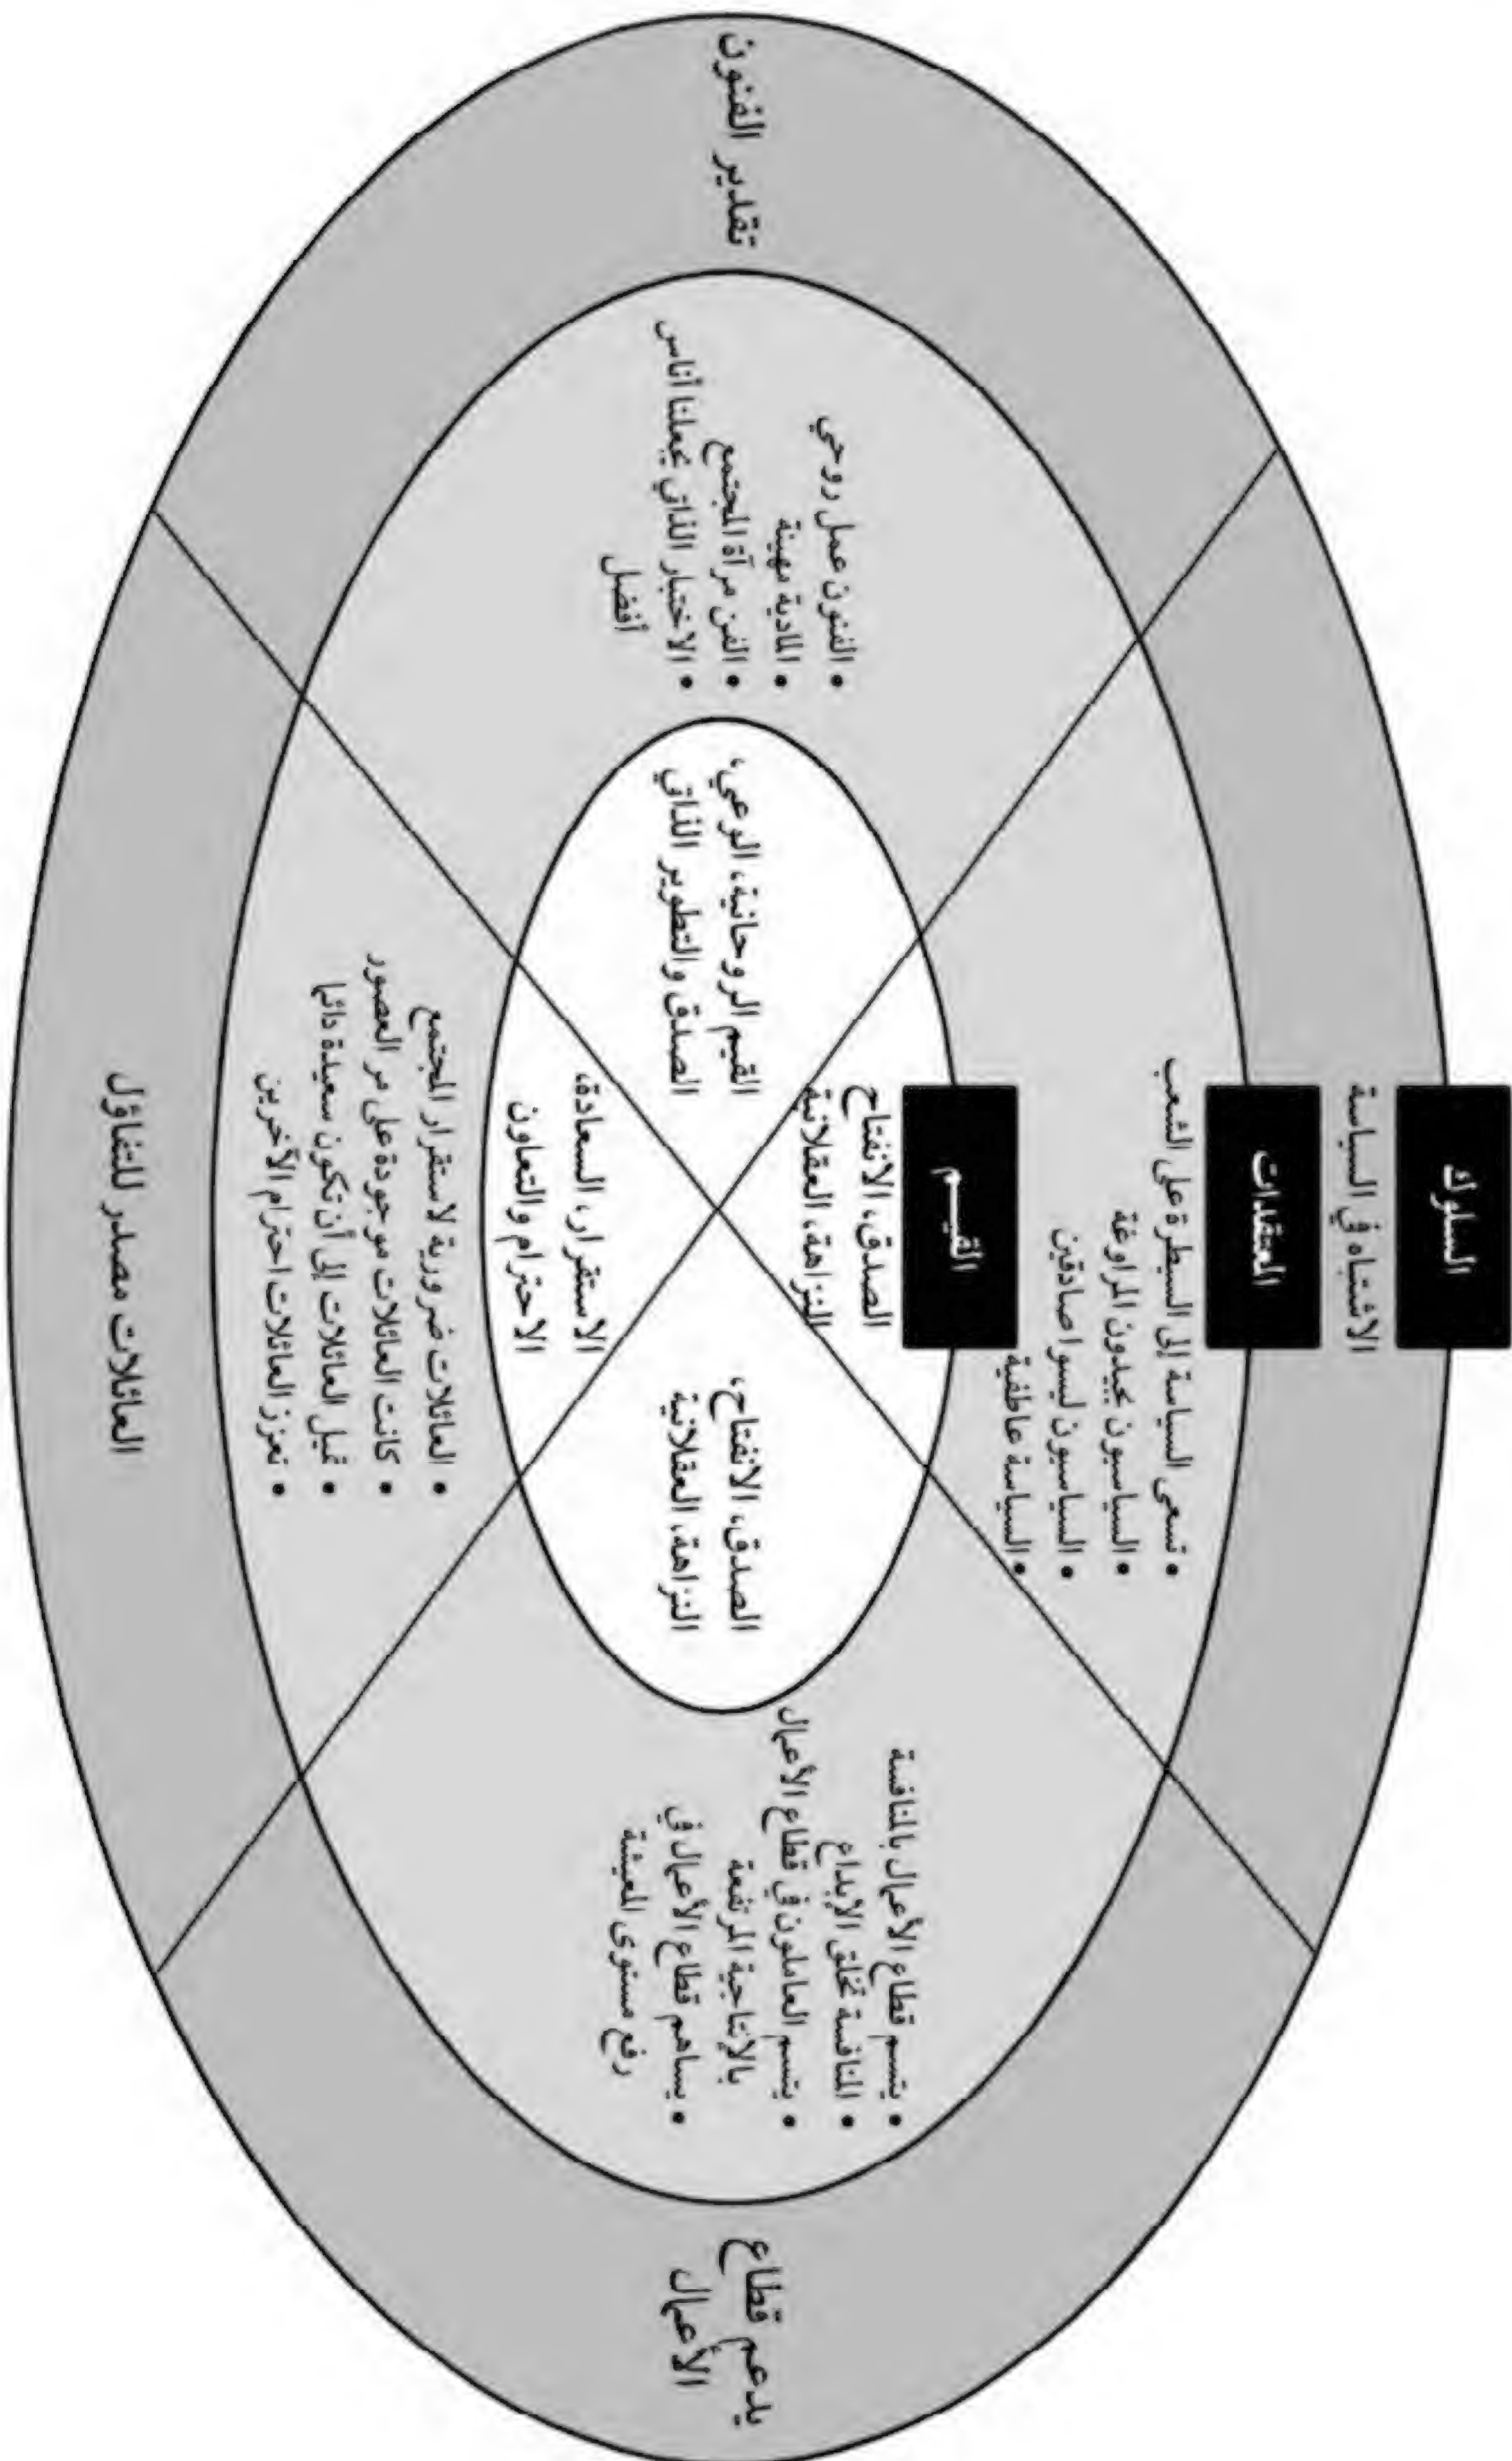 السلوك
الاشتباه في السياسة
المعتقدات
• تسعى السياسة إلى السيطرة على الشعب
• السياسيون يجيدون المراوغة
• السياسيون ليسوا صادقين
• السياسة عاطفية
القيـــم
الصدق، الانفتاح
النزاهة، العقلانية
يدعم قطاع
الأعمال
• يتسم قطاع الأعمال بالمنافسة
• المنافسة تخلق الإبداع
• يتسم العاملون في قطاع الأعمال
بالإنتاجية المرتفعة
• يساهم قطاع الأعمال في
رفع مستوى المعيشة
الصدق، الانفتاح،
النزاهة، العقلانية
القيم الروحانية، الوعي،
الصدق والتطوير الذاتي
• الفنون عمل روحي
• المادية مهينة
• الفن مرآة المجتمع
• الاختبار الذاتي يجعلنا أناس
أفضل
تقدير الفنون
الاستقرار، السعادة،
الاحترام والتعاون
• العائلات ضرورية لاستقرار المجتمع
• كانت العائلات موجودة على مر العصور
• تميل العائلات إلى أن تكون سعيدة دائما
• تعزز العائلات احترام الآخرين
العائلات مصدر للتفاؤل